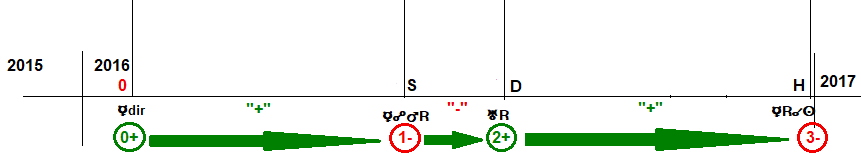 2015 2016 2017
0 S D H
"+" "-" "+"
☿dir ☿☍♂R ♅R ☿R☌☉
0+ 1- 2+ 3-